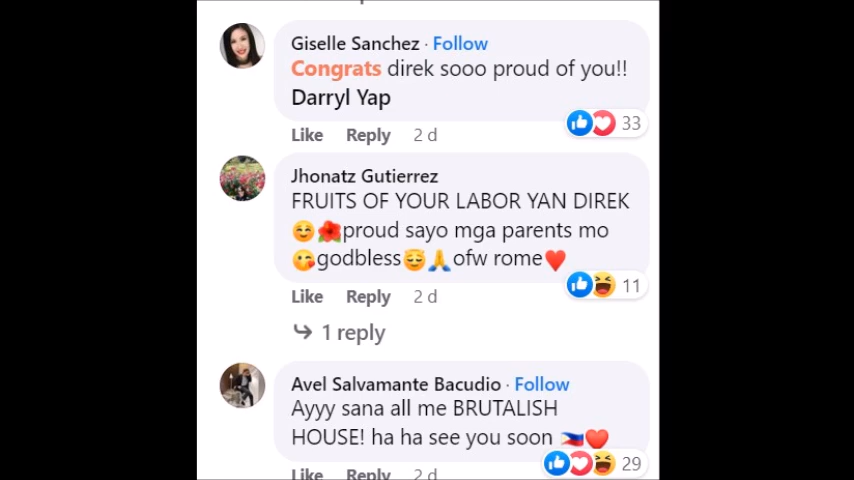 Giselle Sanchez · Follow
Congrats direk sooo proud of you!!
Darryl Yap
33
Like Reply 2 d
Jhonatz Gutierrez
FRUITS OF YOUR LABOR YAN DIREK
☺️🌺proud sayo mga parents mo
😋godbless😇🙏ofw rome❤️
11
Like Reply 2 d
1 reply
Avel Salvamante Bacudio · Follow
Ayyy sana all me BRUTALISH
HOUSE! ha ha see you soon 🇵🇭❤️
29
Like Reply 2 d